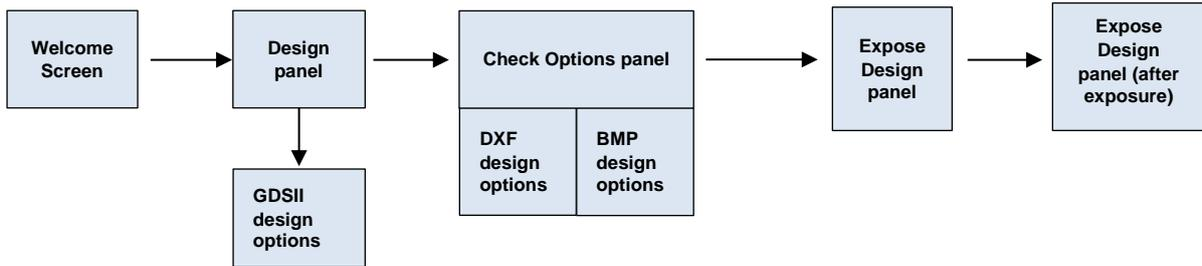 Welcome
Screen
Design
panel
GDSII
design
options
Check Options panel
DXF
design
options
BMP
design
options
Expose
Design
panel
Expose
Design
panel (after
exposure)